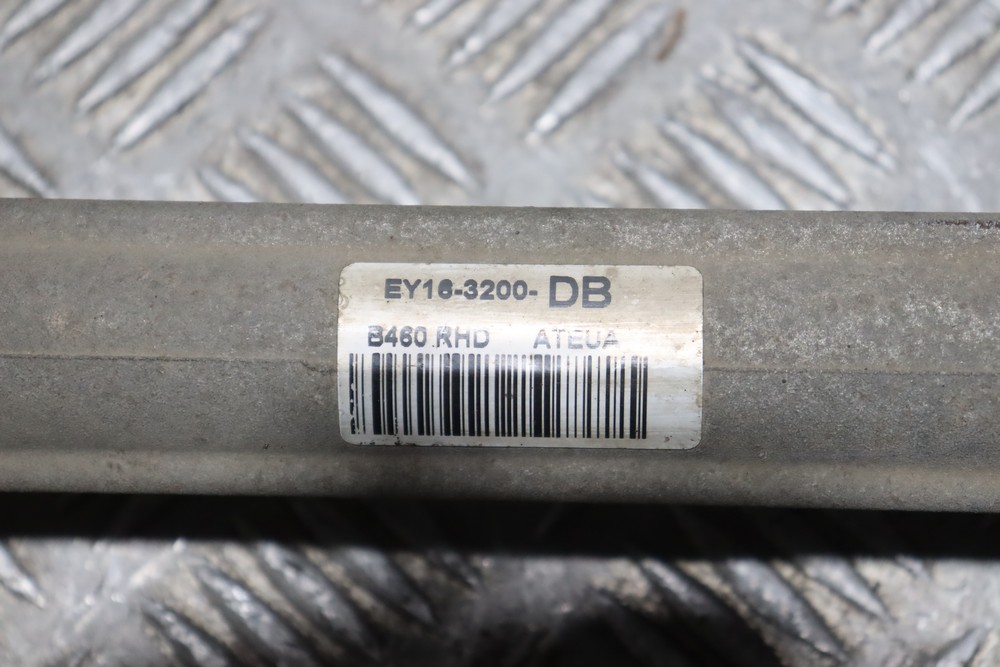 EY16-3200- DB
B460 RHD ATEUA